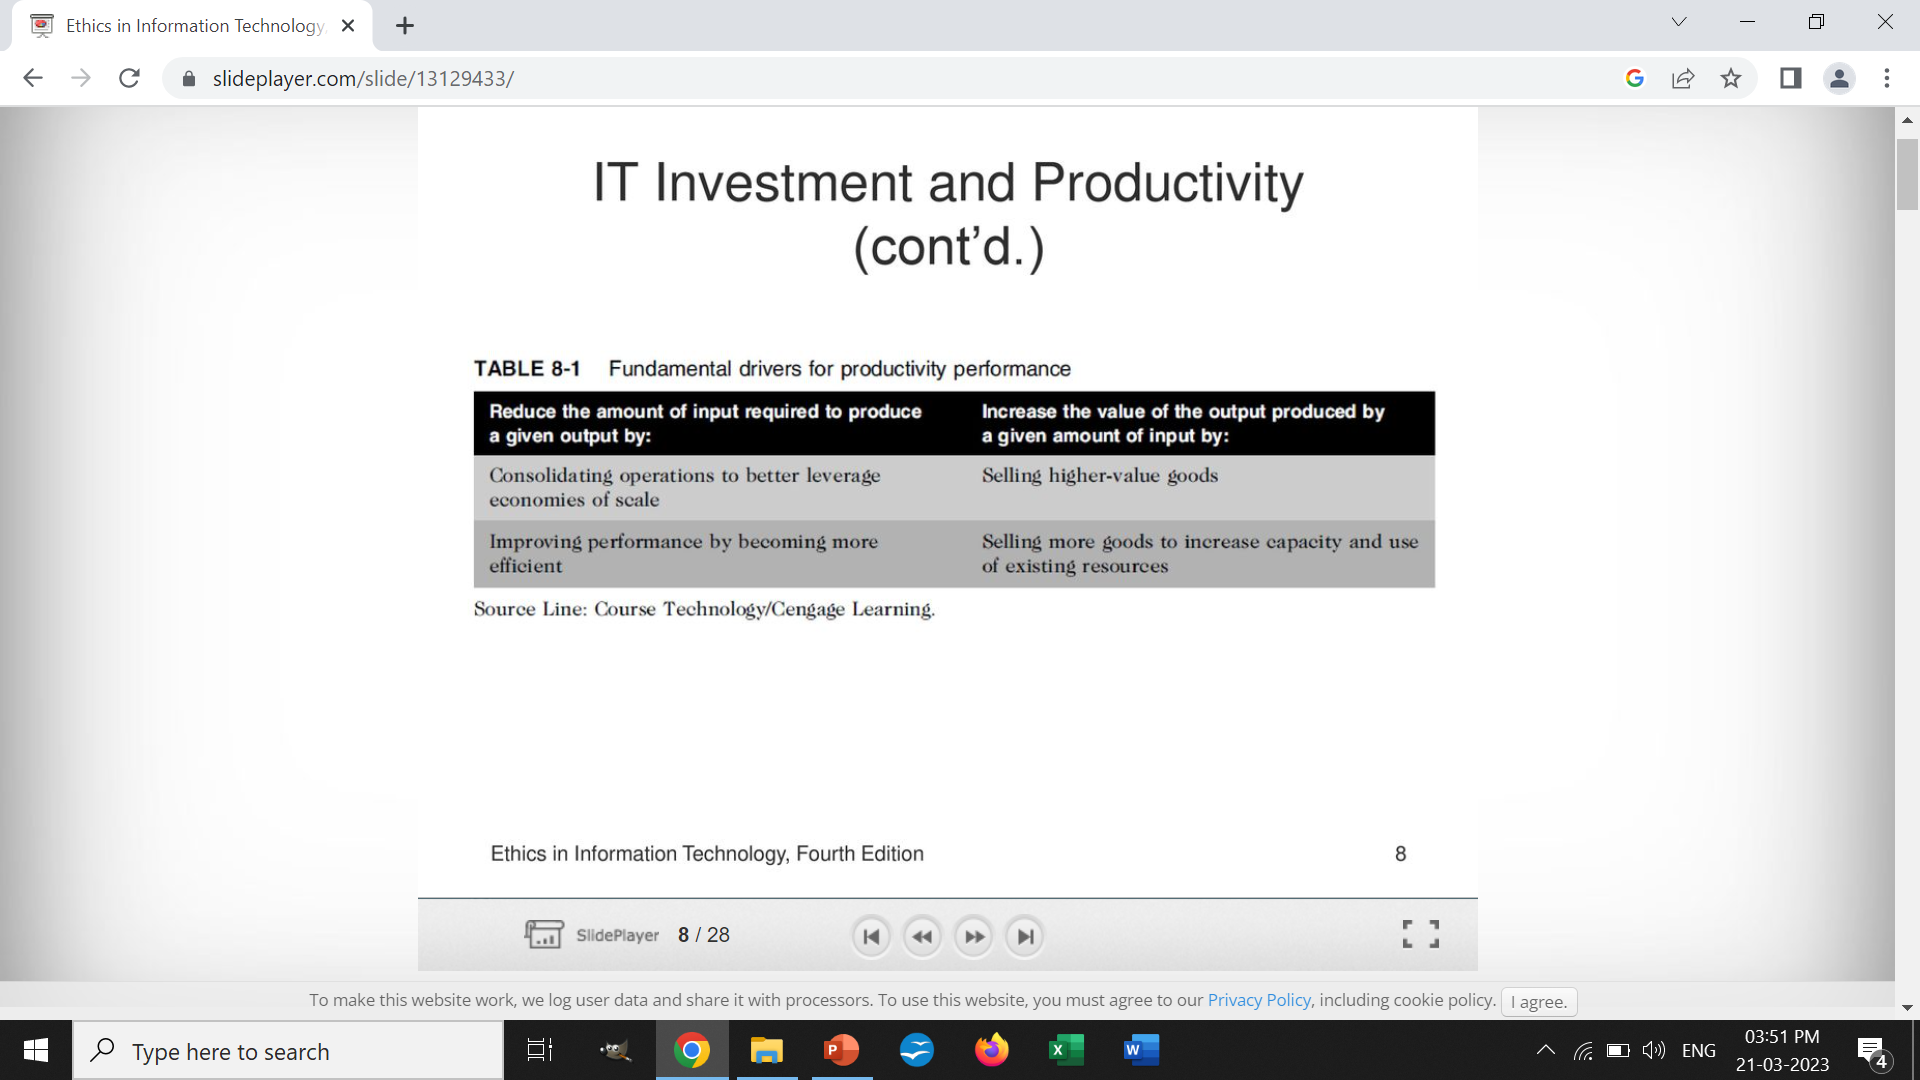 Ethics in Information Technology,
slideplayer.com/slide/13129433/
IT Investment and Productivity
(cont’d.)
TABLE 8-1 Fundamental drivers for productivity performance
Reduce the amount of input required to produce
a given output by:
Increase the value of the output produced by
a given amount of input by:
Consolidating operations to better leverage
economies of scale
Selling higher-value goods
Improving performance by becoming more
efficient
Selling more goods to increase capacity and use
of existing resources
Source Line: Course Technology/Cengage Learning.
Ethics in Information Technology, Fourth Edition
8
SlidePlayer 8 / 28
To make this website work, we log user data and share it with processors. To use this website, you must agree to our Privacy Policy, including cookie policy. I agree.
Type here to search
P
X
W
ENG
03:51 PM
21-03-2023
4